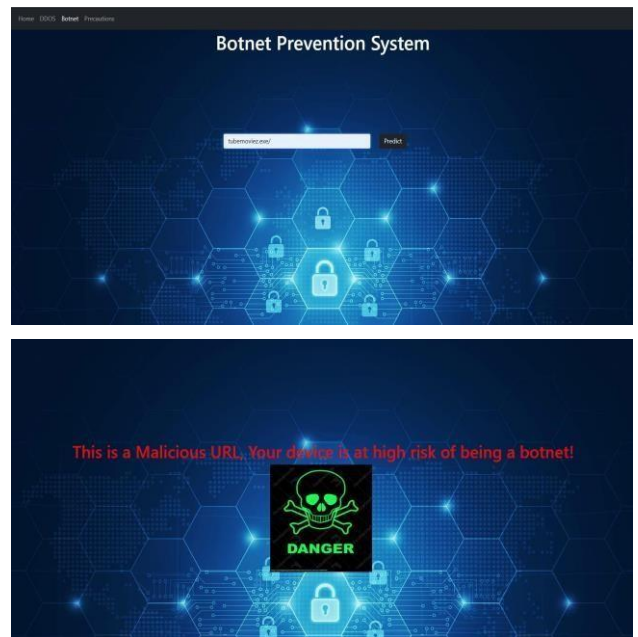 Home DDOS Botnet Precautions
Botnet Prevention System
tubemoviez.exe/
Predict
This is a Malicious URL, Your device is at high risk of being a botnet!
DANGER